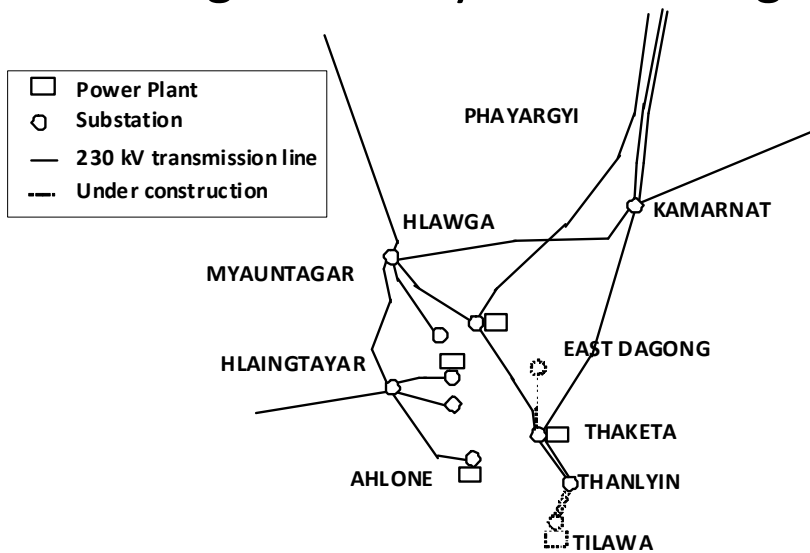 Power Plant
Substation
230 kV transmission line
Under construction
PHAYARGYI
KAMARNAT
HLAWGA
MYAUNTAGAR
EAST DAGONG
HLAINGTAYAR
THAKETA
AHLONE
THANLYIN
TILAWA